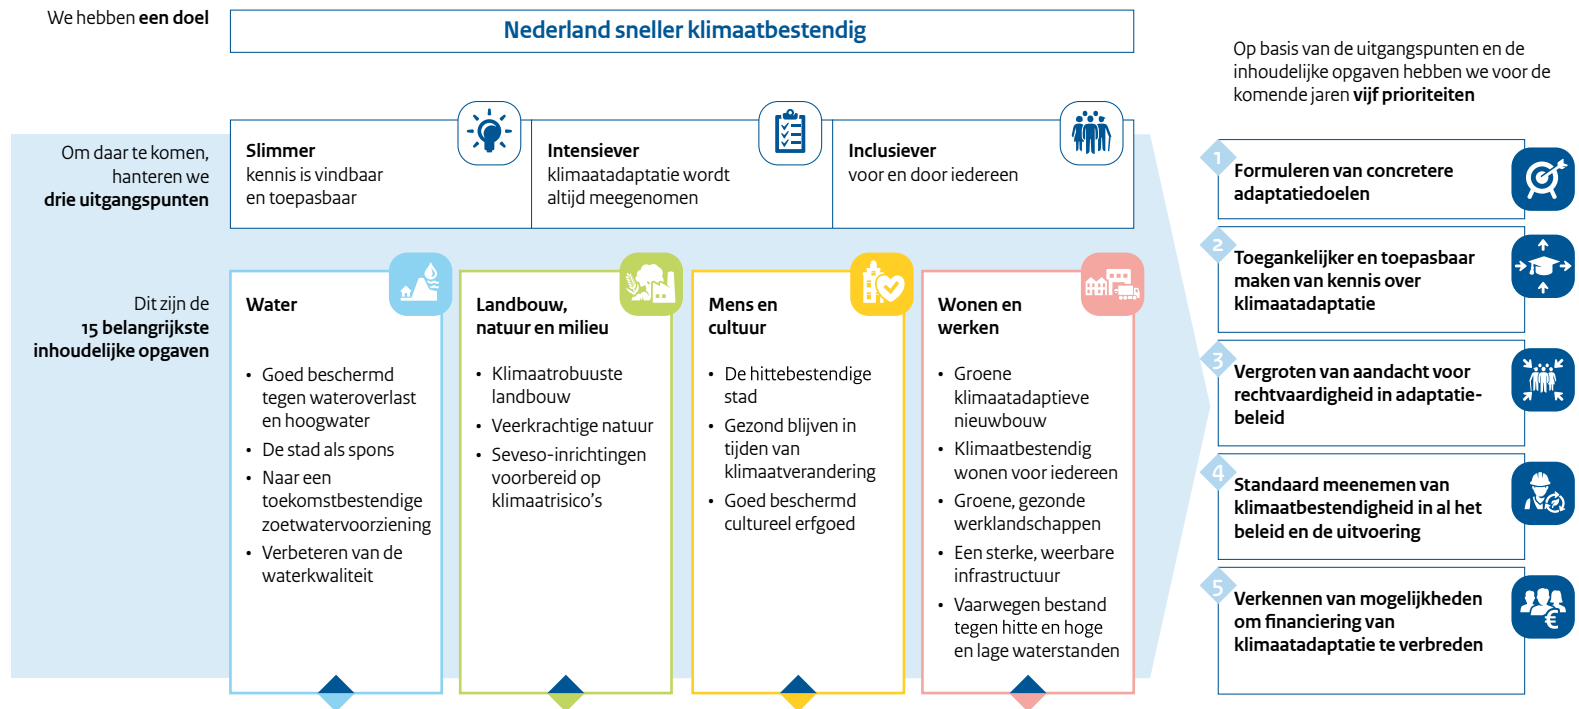 We hebben een doel
Nederland sneller klimaatbestendig
Om daar te komen,
hanteren we
drie uitgangspunten
Slimmer
kennis is vindbaar
en toepasbaar
Intensiever
klimaatadaptatie wordt
altijd meegenomen
Inclusiever
voor en door iedereen
Dit zijn de
15 belangrijkste
inhoudelijke opgaven
Water
• Goed beschermd
tegen wateroverlast
en hoogwater
• De stad als spons
• Naar een
toekomstbestendige
zoetwatervoorziening
• Verbeteren van de
waterkwaliteit
Landbouw,
natuur en milieu
• Klimaatrobuuste
landbouw
• Veerkrachtige natuur
• Seveso-inrichtingen
voorbereid op
klimaatrisico's
Mens en
cultuur
• De hittebestendige
stad
• Gezond blijven in
tijden van
klimaatverandering
• Goed beschermd
cultureel erfgoed
Wonen en
werken
• Groene
klimaatadaptieve
nieuwbouw
• Klimaatbestendig
wonen voor iedereen
• Groene, gezonde
werklandschappen
• Een sterke, weerbare
infrastructuur
• Vaarwegen bestand
tegen hitte en hoge
en lage waterstanden
Op basis van de uitgangspunten en de
inhoudelijke opgaven hebben we voor de
komende jaren vijf prioriteiten
1
Formuleren van concretere
adaptatiedoelen
2
Toegankelijker en toepasbaar
maken van kennis over
klimaatadaptatie
3
Vergroten van aandacht voor
rechtvaardigheid in adaptatie-
beleid
4
Standaard meenemen van
klimaatbestendigheid in al het
beleid en de uitvoering
5
Verkennen van mogelijkheden
om financiering van
klimaatadaptatie te verbreden
€